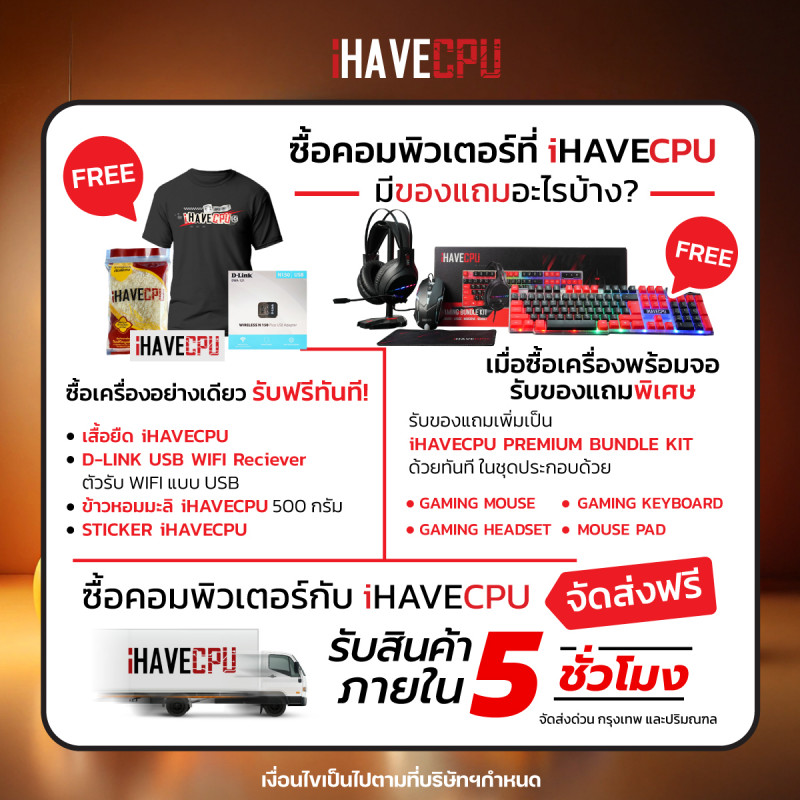 iHAVECPU
ซื้อคอมพิวเตอร์ที่ iHAVECPU
มีของแถมอะไรบ้าง?
FREE
FREE
iHAVECPU
iHAVECPU
D-Link
iHAVECPU
iHAVECPU
GAMING BUNDLE KIT
iHAVECPU
ซื้อเครื่องอย่างเดียว รับฟรีทันที!
• เสื้อยืด iHAVECPU
• D-LINK USB WIFI Reciever
ตัวรับ WIFI แบบ USB
• ข้าวหอมมะลิ iHAVECPU 500 กรัม
• STICKER iHAVECPU
เมื่อซื้อเครื่องพร้อมจอ
รับของแถมพิเศษ
รับของแถมเพิ่มเป็น
iHAVECPU PREMIUM BUNDLE KIT
ด้วยทันที ในชุดประกอบด้วย
• GAMING MOUSE • GAMING KEYBOARD
• GAMING HEADSET • MOUSE PAD
ซื้อคอมพิวเตอร์กับ iHAVECPU จัดส่งฟรี
iHAVECPU
รับสินค้า
ภายใน 5 ชั่วโมง
จัดส่งด่วน กรุงเทพ และปริมณฑล
เงื่อนไขเป็นไปตามที่บริษัทฯกำหนด